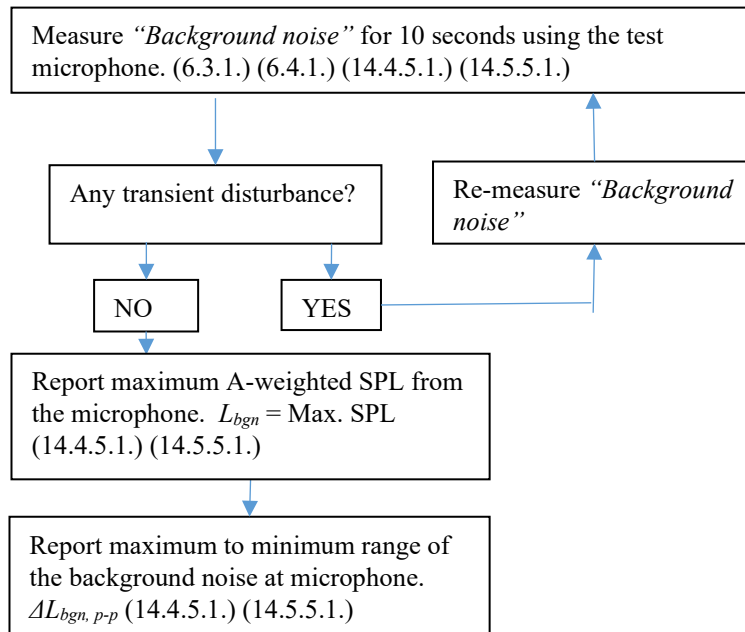 Measure “Background noise” for 10 seconds using the test
microphone. (6.3.1.) (6.4.1.) (14.4.5.1.) (14.5.5.1.)
Any transient disturbance?
Re-measure “Background
noise”
NO
YES
Report maximum A-weighted SPL from
the microphone. Lbgn = Max. SPL
(14.4.5.1.) (14.5.5.1.)
Report maximum to minimum range of
the background noise at microphone.
ΔLbgn, p-p (14.4.5.1.) (14.5.5.1.)